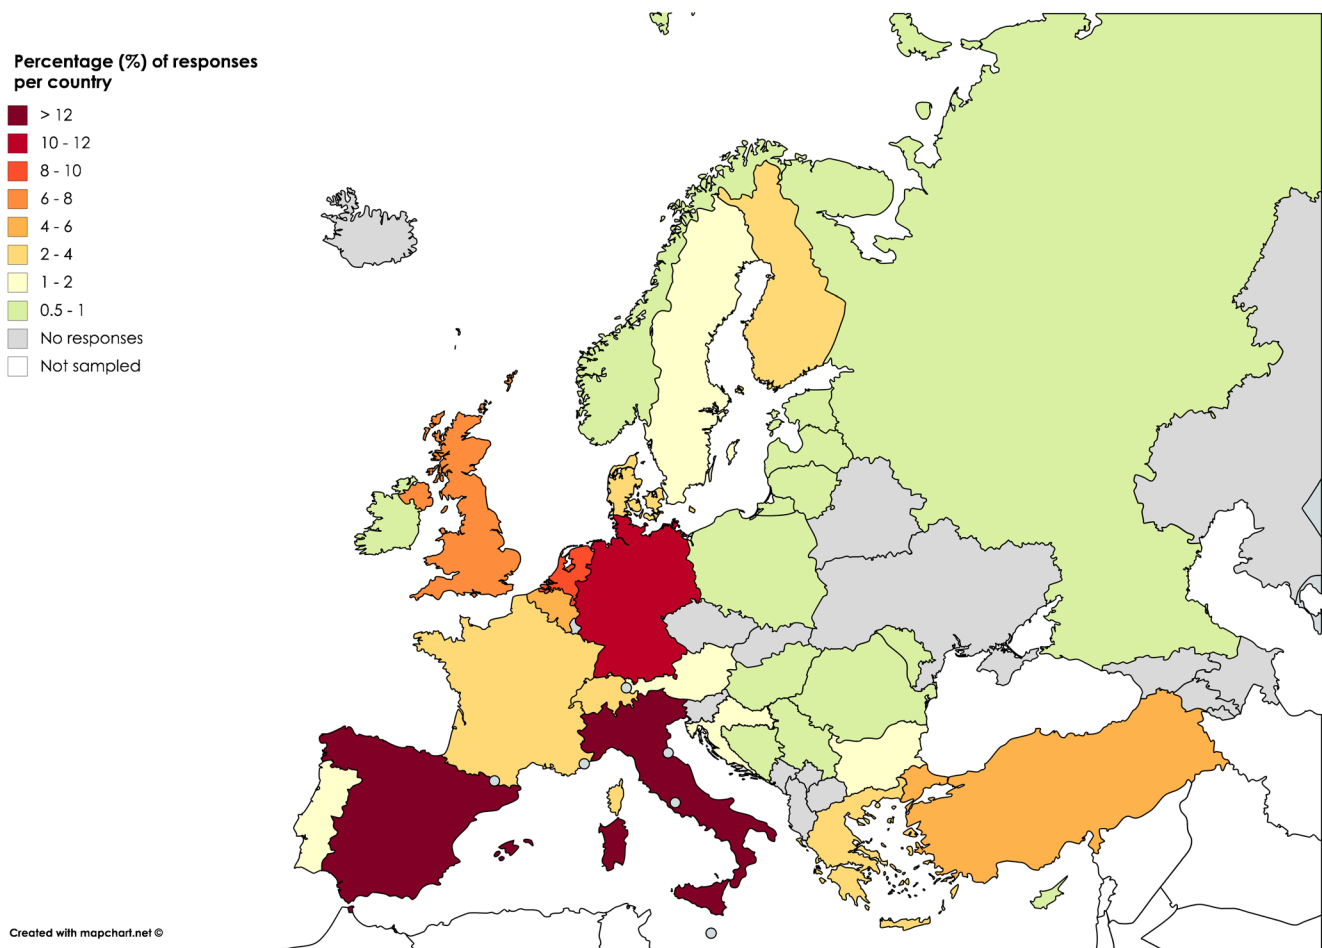 Percentage (%) of responses
per country
> 12
10 - 12
8 - 10
6 - 8
4 - 6
2 - 4
1 - 2
0.5 - 1
No responses
Not sampled
Created with mapchart.net ©